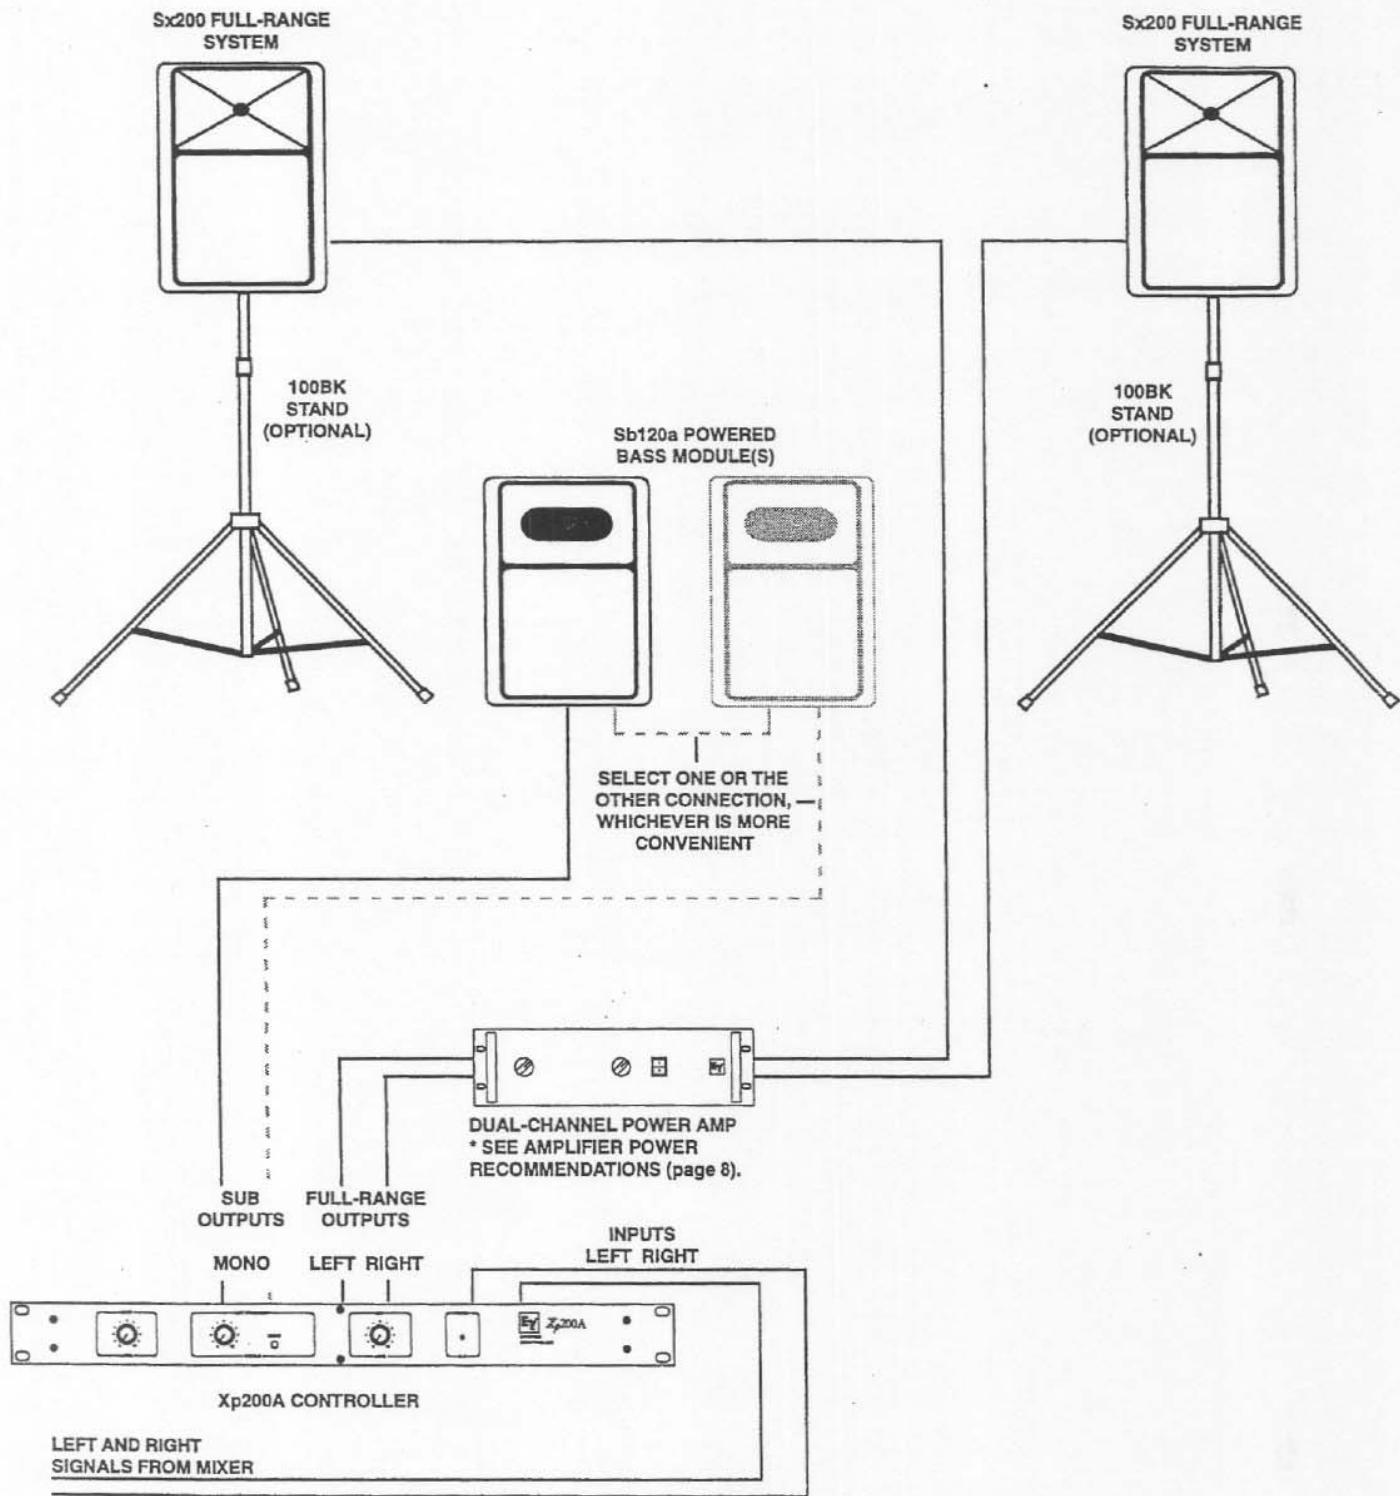 Sx200 FULL-RANGE
SYSTEM
Sx200 FULL-RANGE
SYSTEM
100BK
STAND
(OPTIONAL)
100BK
STAND
(OPTIONAL)
Sb120a POWERED
BASS MODULE(S)
SELECT ONE OR THE
OTHER CONNECTION,
WHICHEVER IS MORE
CONVENIENT
DUAL-CHANNEL POWER AMP
* SEE AMPLIFIER POWER
RECOMMENDATIONS (page 8).
SUB
OUTPUTS
FULL-RANGE
OUTPUTS
MONO
LEFT RIGHT
INPUTS
LEFT RIGHT
EV Xp200A
Xp200A CONTROLLER
LEFT AND RIGHT
SIGNALS FROM MIXER